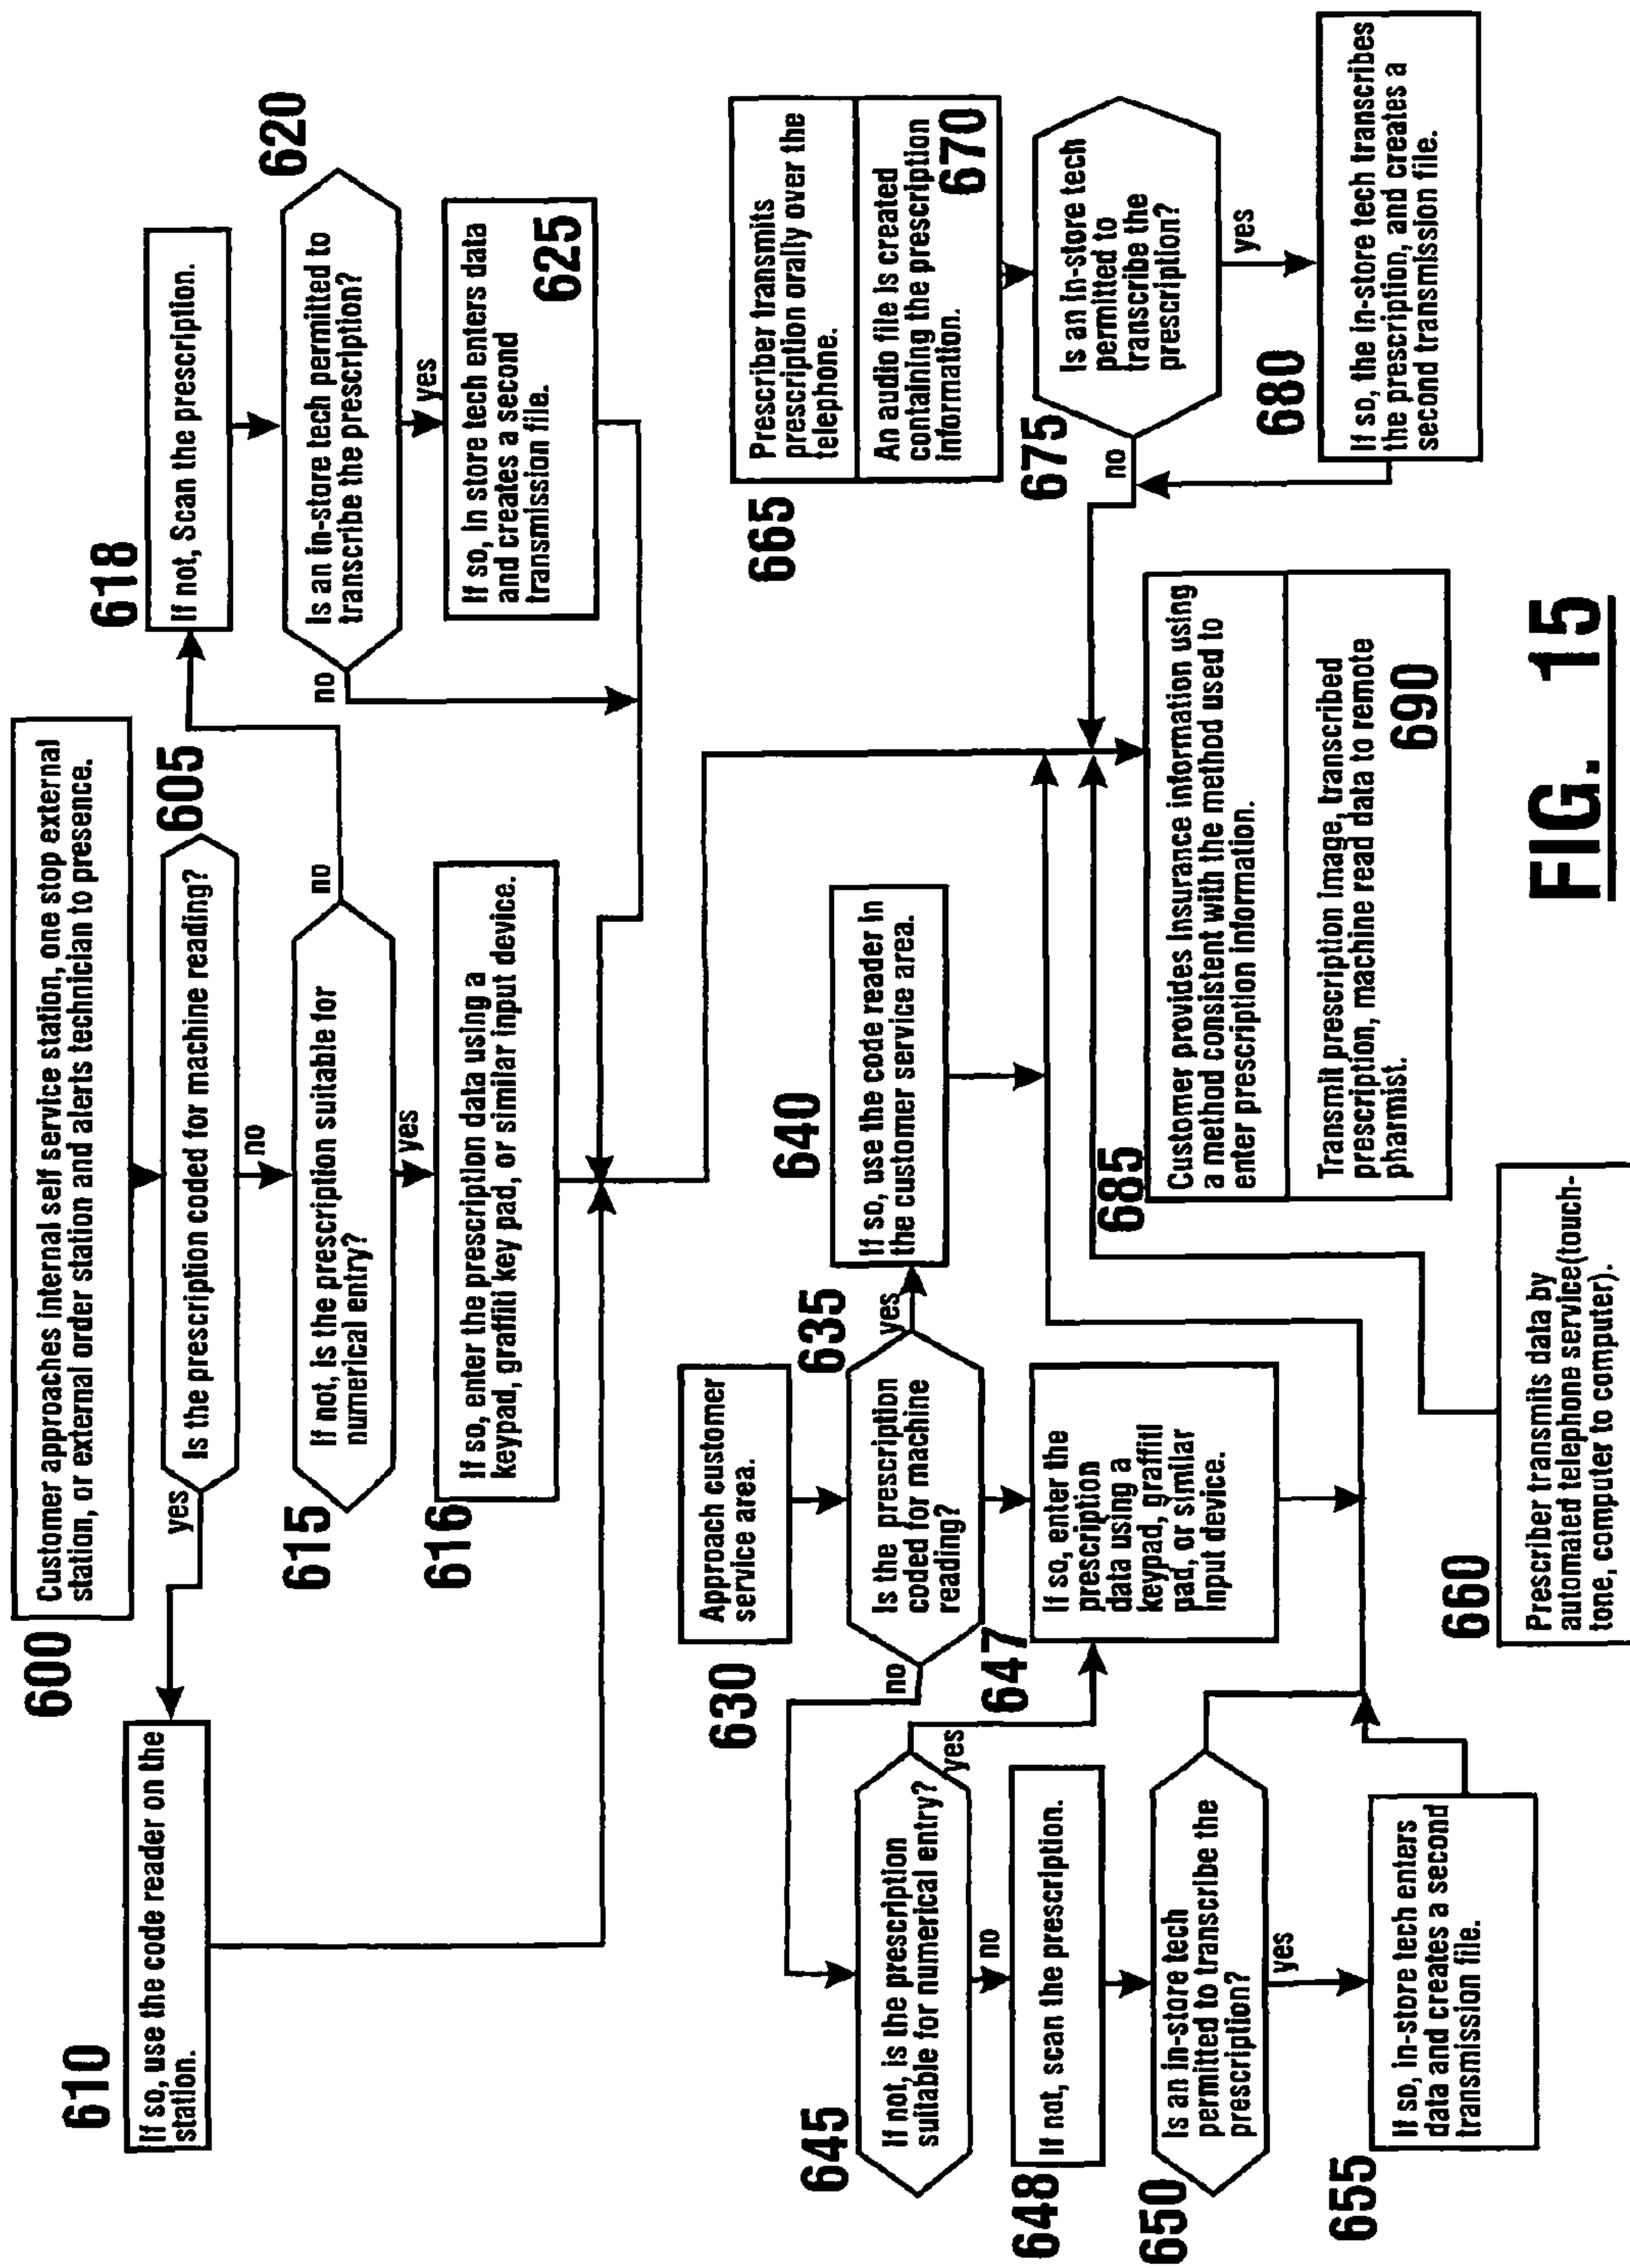 600
Customer approaches internal self service station, one stop external
station, or external order station and alerts technician to presence.
605
Is the prescription coded for machine reading?
yes
no
610
If so, use the code reader on the
station.
615
If not, is the prescription suitable for
numerical entry?
no
yes
616
If so, enter the prescription data using a
keypad, graffiti key pad, or similar input device.
618
If not, Scan the prescription.
620
Is an in-store tech permitted to
transcribe the prescription?
no
yes
If so, in store tech enters data
and creates a second
transmission file.
625
630
Approach customer
service area.
635
Is the prescription
coded for machine
reading?
yes
no
640
If so, use the code reader in
the customer service area.
645
If not, is the prescription
suitable for numerical entry?
yes
no
647
If so, enter the
prescription
data using a
keypad, graffiti
pad, or similar
input device.
648
If not, scan the prescription.
650
Is an in-store tech
permitted to transcribe the
prescription?
yes
655
If so, in-store tech enters
data and creates a second
transmission file.
660
Prescriber transmits data by
automated telephone service(touch-
tone, computer to computer).
665
Prescriber transmits
prescription orally over the
telephone.
An audio file is created
containing the prescription
information.
670
675
Is an in-store tech
permitted to
transcribe the
prescription?
no
yes
680
If so, the in-store tech transcribes
the prescription, and creates a
second transmission file.
685
Customer provides insurance information using
a method consistent with the method used to
enter prescription information.
Transmit prescription image, transcribed
prescription, machine read data to remote
pharmist.
690
FIG. 15